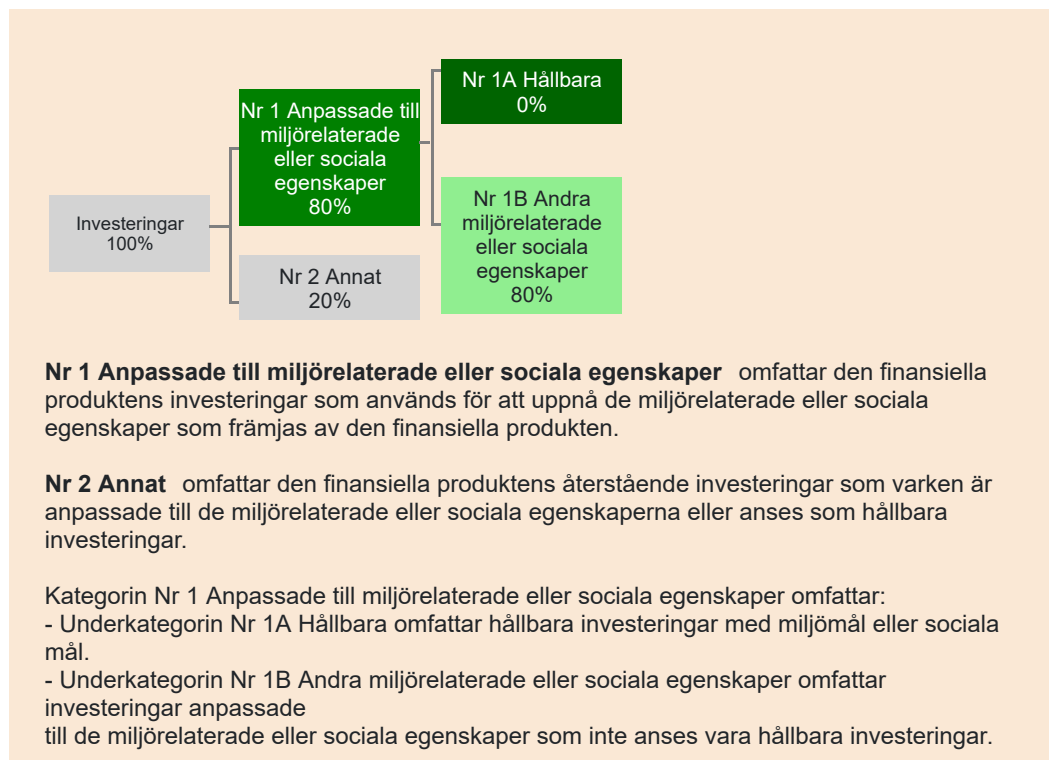 Investeringar
100%
Nr 1 Anpassade till
miljörelaterade
eller sociala
egenskaper
80%
Nr 2 Annat
20%
Nr 1A Hållbara
0%
Nr 1B Andra
miljörelaterade
eller sociala
egenskaper
80%
Nr 1 Anpassade till miljörelaterade eller sociala egenskaper omfattar den finansiella
produktens investeringar som används för att uppnå de miljörelaterade eller sociala
egenskaper som främjas av den finansiella produkten.
Nr 2 Annat omfattar den finansiella produktens återstående investeringar som varken är
anpassade till de miljörelaterade eller sociala egenskaperna eller anses som hållbara
investeringar.
Kategorin Nr 1 Anpassade till miljörelaterade eller sociala egenskaper omfattar:
- Underkategorin Nr 1A Hållbara omfattar hållbara investeringar med miljömål eller sociala
mål.
- Underkategorin Nr 1B Andra miljörelaterade eller sociala egenskaper omfattar
investeringar anpassade
till de miljörelaterade eller sociala egenskaper som inte anses vara hållbara investeringar.